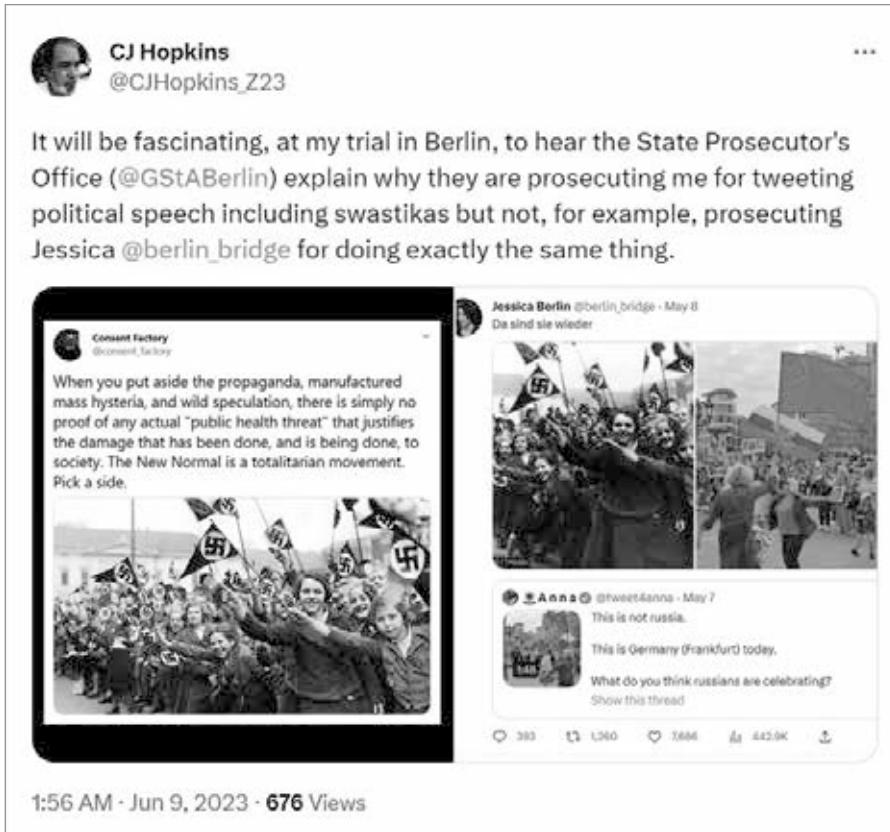 CJ Hopkins
@CJHopkins_Z23
It will be fascinating, at my trial in Berlin, to hear the State Prosecutor's
Office (@GStABerlin) explain why they are prosecuting me for tweeting
political speech including swastikas but not, for example, prosecuting
Jessica @berlin_bridge for doing exactly the same thing.
Consent Factory
@consent_factory
When you put aside the propaganda, manufactured
mass hysteria, and wild speculation, there is simply no
proof of any actual "public health threat" that justifies
the damage that has been done, and is being done, to
society. The New Normal is a totalitarian movement.
Pick a side.
Jessica Berlin @berlin_bridge · May 8
Da sind sie wieder
Anna @tweet4anna · May 7
This is not russia.
This is Germany (Frankfurt) today.
What do you think russians are celebrating?
Show this thread
393 1,260 7,686 442.9K
1:56 AM · Jun 9, 2023 · 676 Views